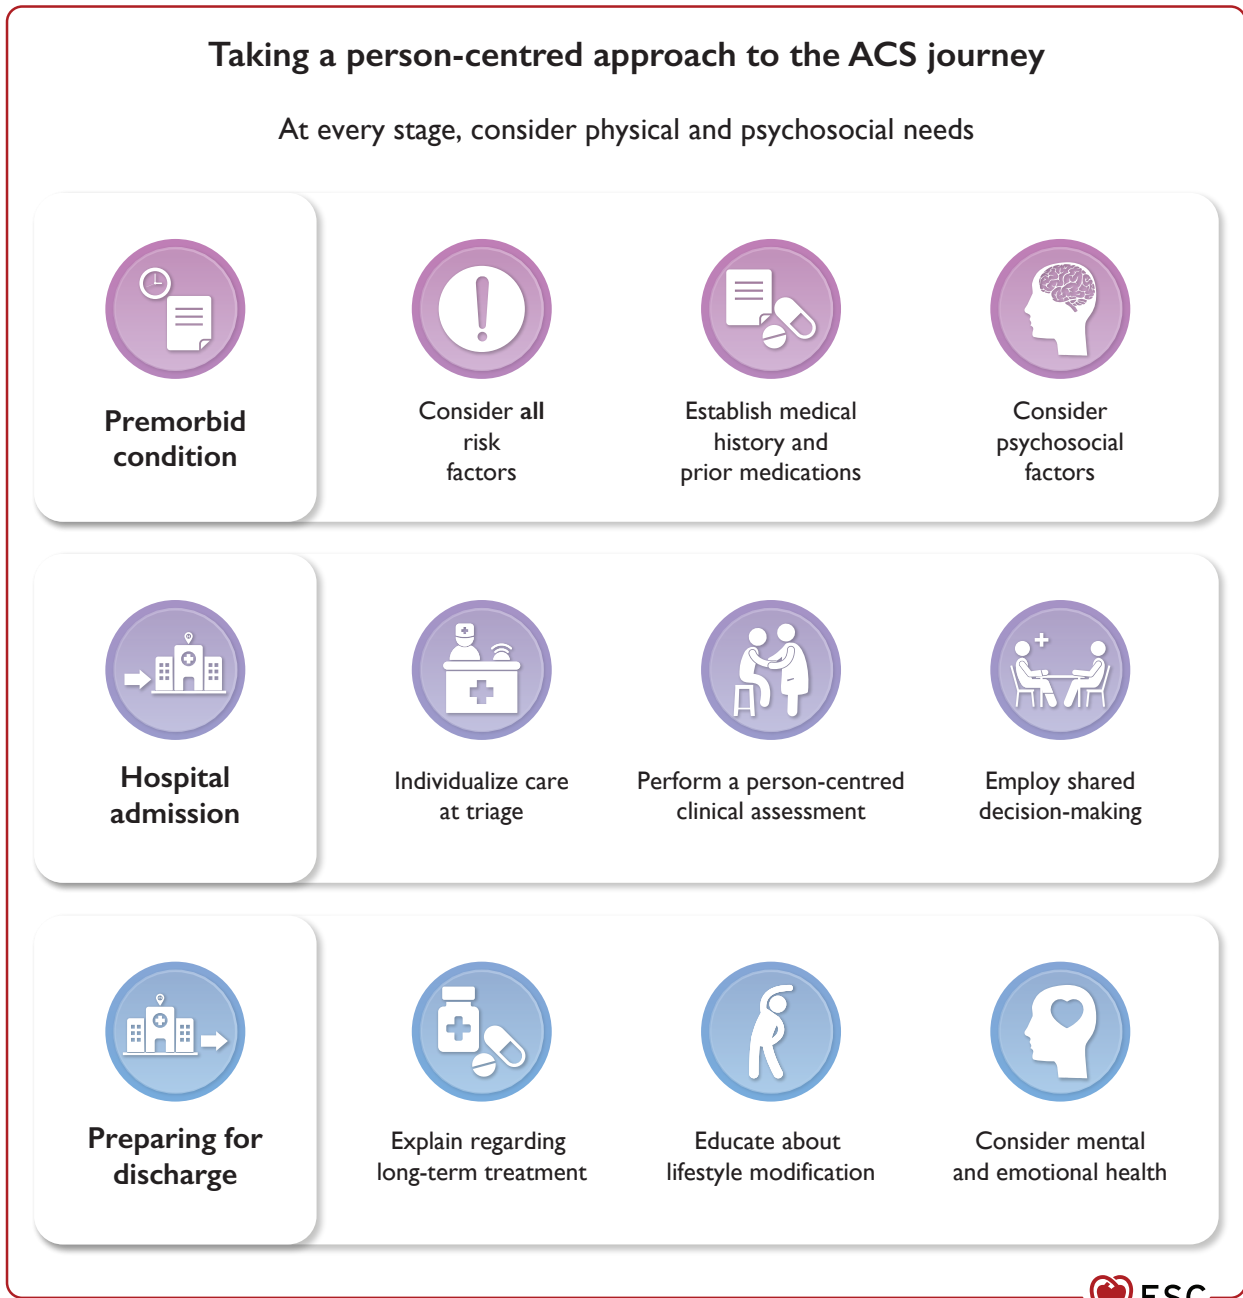 Taking a person-centred approach to the ACS journey
At every stage, consider physical and psychosocial needs
Premorbid
condition
Consider all
risk
factors
Establish medical
history and
prior medications
Consider
psychosocial
factors
Hospital
admission
Individualize care
at triage
Perform a person-centred
clinical assessment
Employ shared
decision-making
Preparing for
discharge
Explain regarding
long-term treatment
Educate about
lifestyle modification
Consider mental
and emotional health
ESC